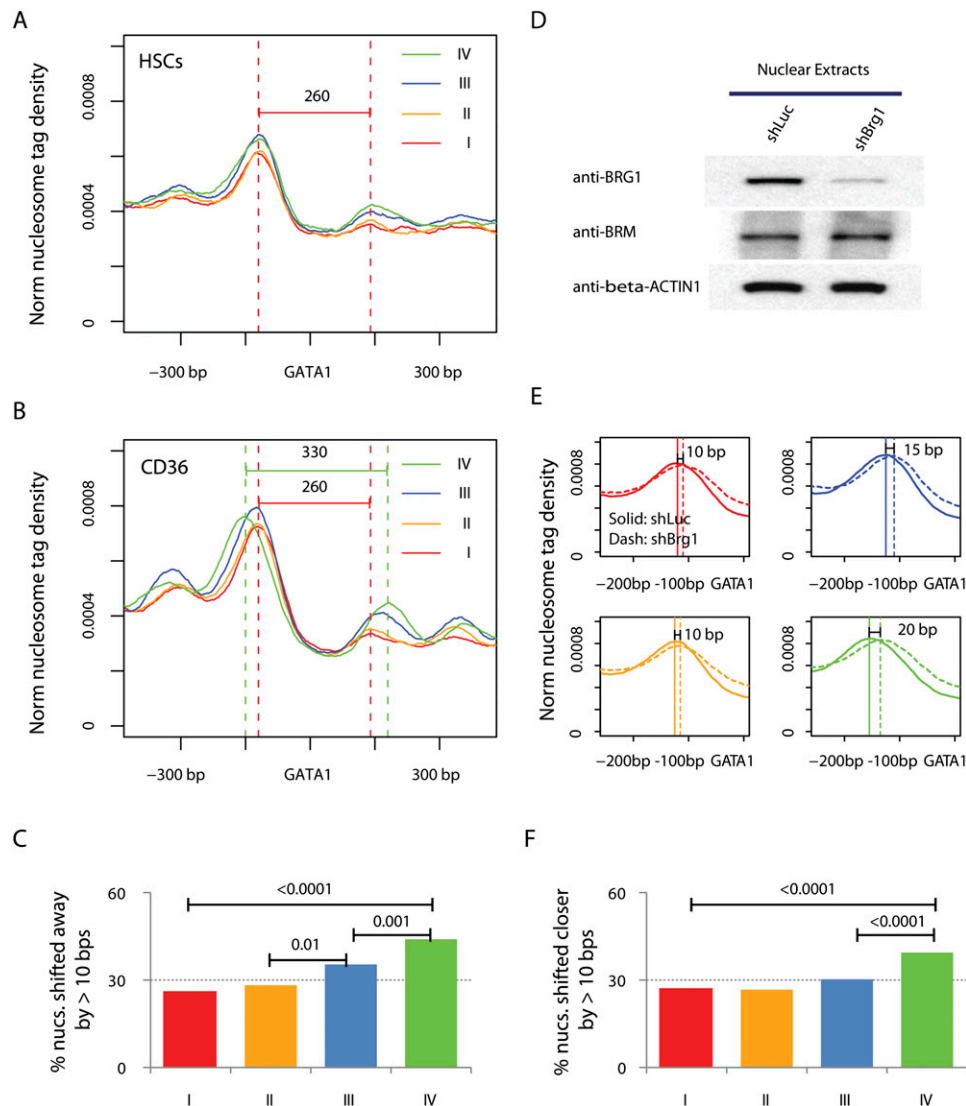 A
HSCs
Norm nucleosome tag density
0.0008
0.0004
0
260
IV
III
II
I
−300 bp GATA1 300 bp
B
CD36
Norm nucleosome tag density
0.0008
0.0004
0
330
260
IV
III
II
I
−300 bp GATA1 300 bp
C
% nucs. shifted away
by > 10 bps
60
30
0
<0.0001
0.01
0.001
I II III IV
D
Nuclear Extracts
shLuc shBrg1
anti-BRG1
anti-BRM
anti-beta-ACTIN1
E
Norm nucleosome tag density
0.0008
0
10 bp
Solid: shLuc
Dash: shBrg1
−200bp -100bp GATA1
0.0008
0
15 bp
−200bp -100bp GATA1
0.0008
0
10 bp
−200bp -100bp GATA1
0.0008
0
20 bp
−200bp -100bp GATA1
F
% nucs. shifted closer
by > 10 bps
60
30
0
<0.0001
<0.0001
I II III IV